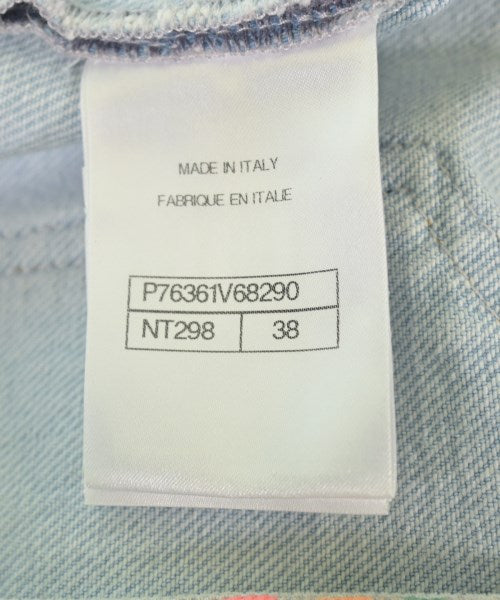 MADE IN ITALY
FABRIQUE EN ITALIE
P76361V68290
NT298 38